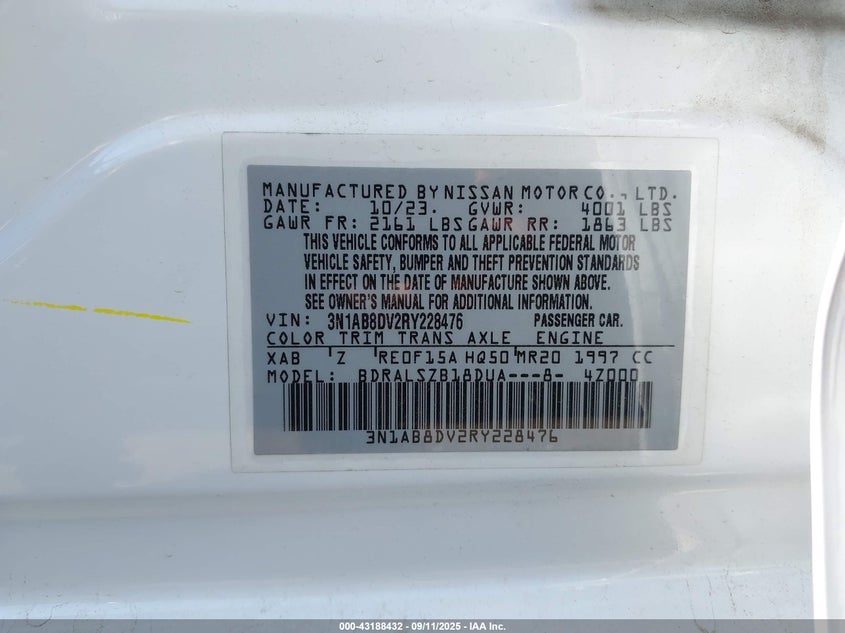 MANUFACTURED BY NISSAN MOTOR CO., LTD.
DATE: 10/23. GVWR: 4001 LBS
GAWR FR: 2161 LBS GAWR RR: 1863 LBS
THIS VEHICLE CONFORMS TO ALL APPLICABLE FEDERAL MOTOR
VEHICLE SAFETY, BUMPER AND THEFT PREVENTION STANDARDS
IN EFFECT ON THE DATE OF MANUFACTURE SHOWN ABOVE.
SEE OWNER'S MANUAL FOR ADDITIONAL INFORMATION.
VIN: 3N1AB8DV2RY228476 PASSENGER CAR.
COLOR TRIM TRANS AXLE ENGINE
XAB Z RE0F15A HQ50 MR20 1997 CC
MODEL: BDRALSZB18DUA---8- 4Z000
3N1AB8DV2RY228476
000-43188432 · 09/11/2025 - IAA Inc.